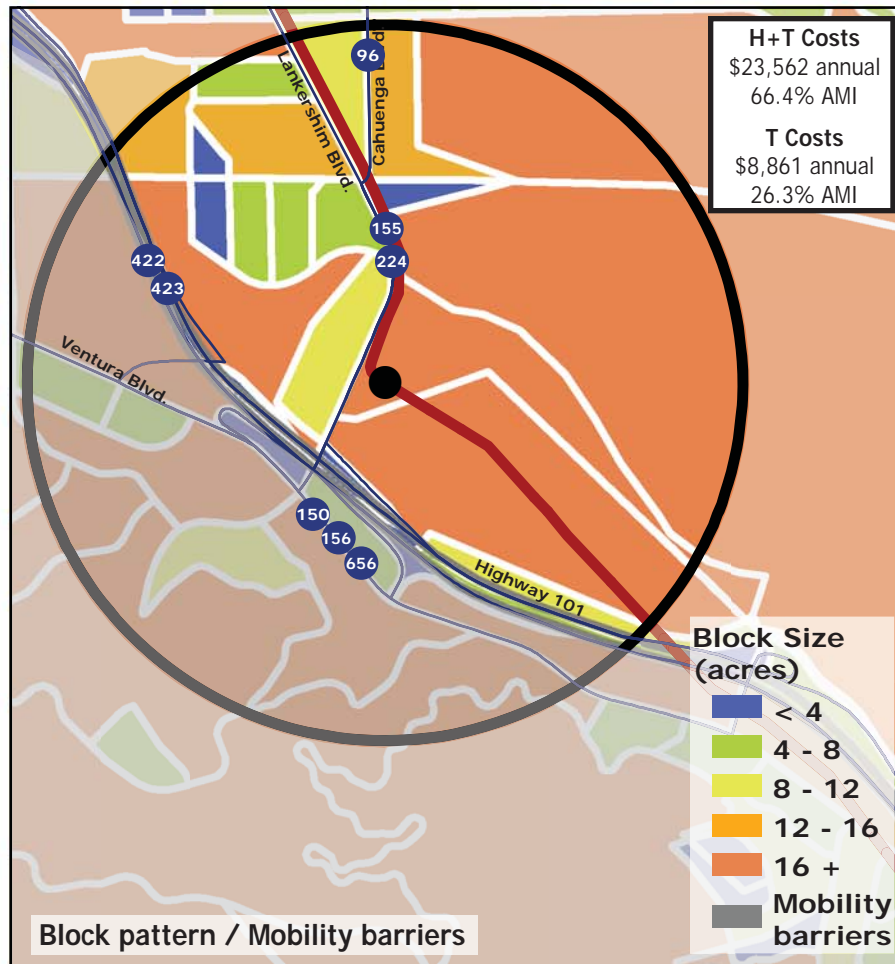 H+T Costs
$23,562 annual
66.4% AMI
T Costs
$8,861 annual
26.3% AMI
96
Lankershim Blvd.
Cahuenga Blvd.
155
224
422
423
Ventura Blvd.
150
156
656
Highway 101
Block Size
(acres)
< 4
4 - 8
8 - 12
12 - 16
16 +
Mobility
barriers
Block pattern / Mobility barriers